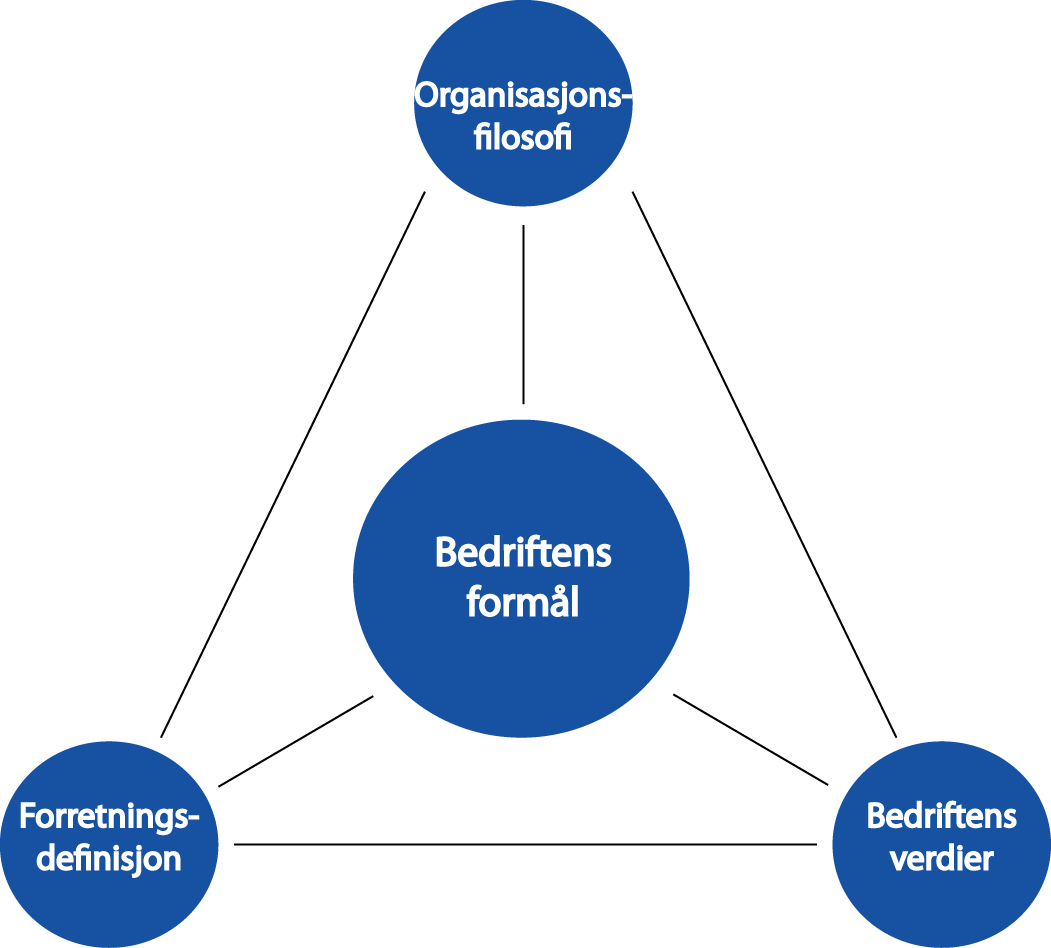 Organisasjons-
filosofi
Bedriftens
formål
Forretnings-
definisjon
Bedriftens
verdier